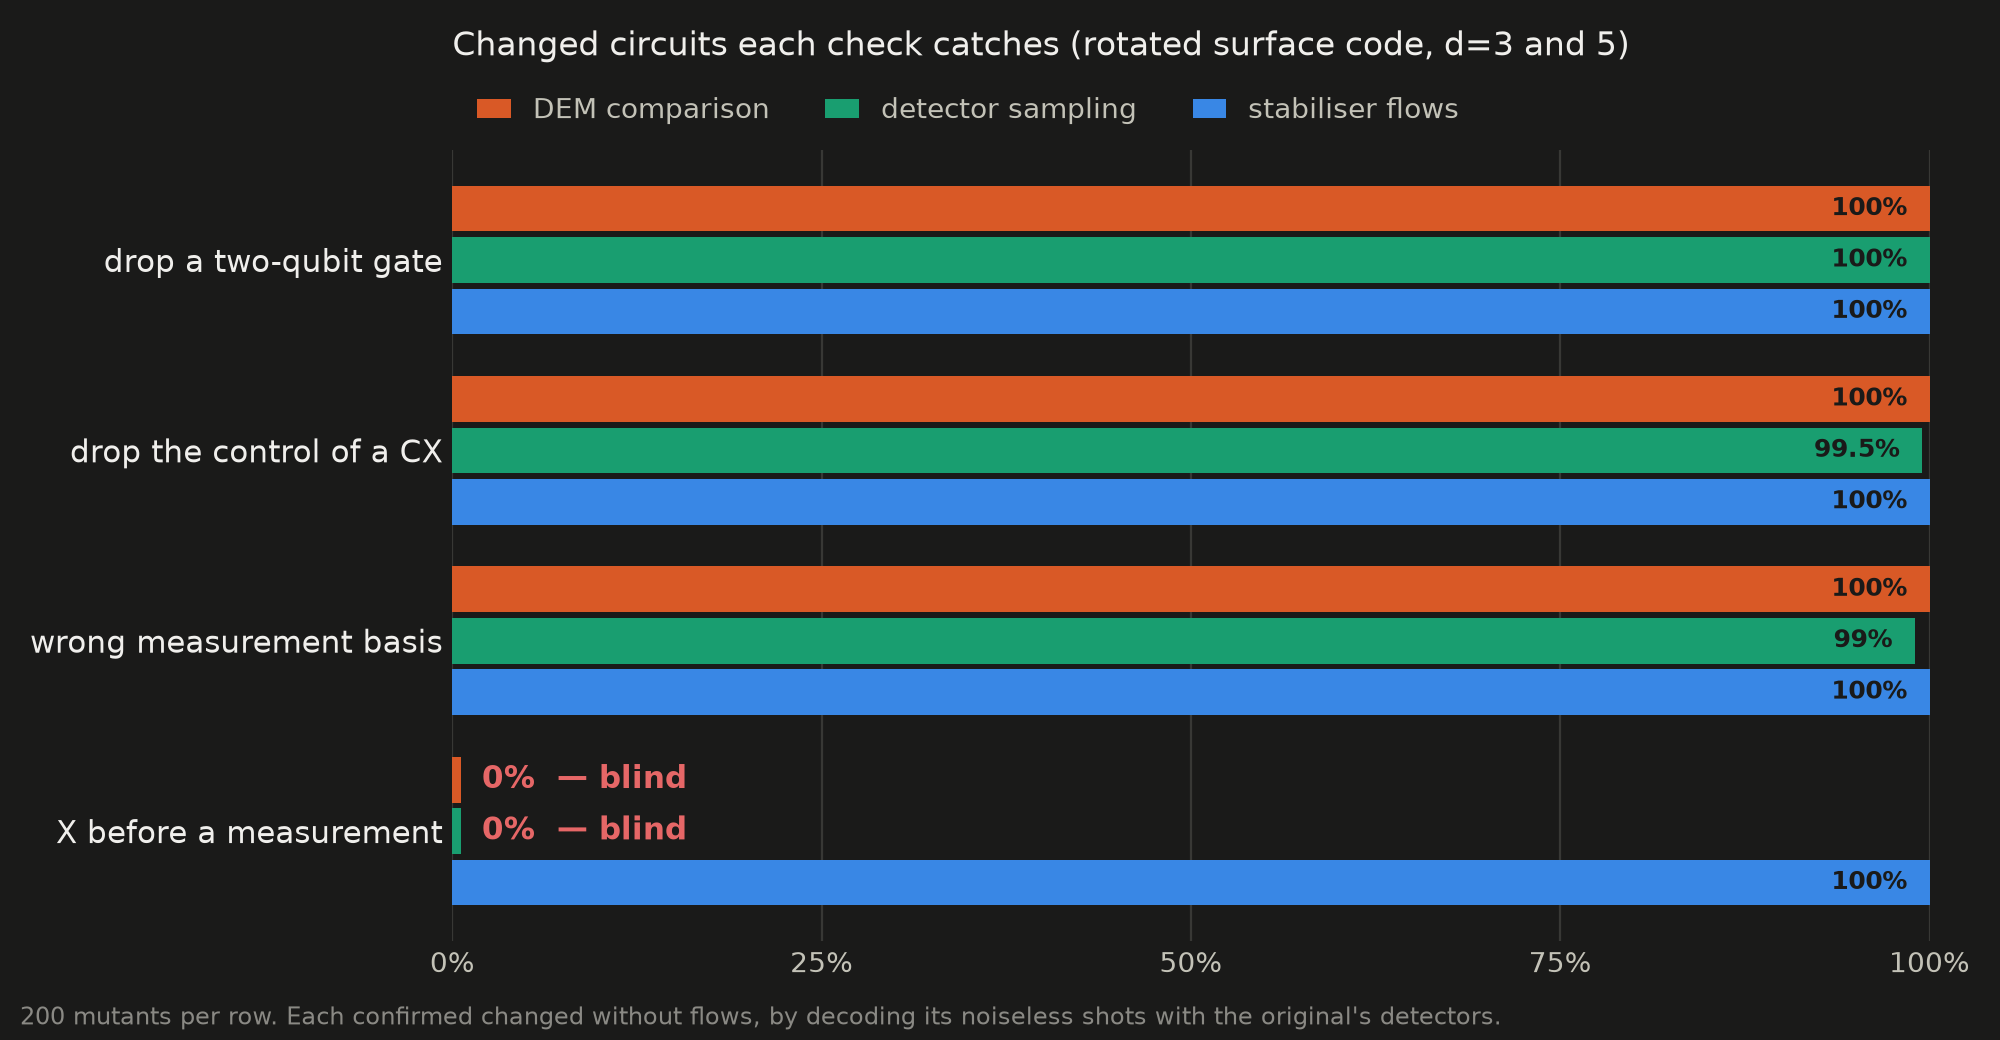 Changed circuits each check catches (rotated surface code, d=3 and 5)
DEM comparison detector sampling stabiliser flows
drop a two-qubit gate
100%
100%
100%
drop the control of a CX
100%
99.5%
100%
wrong measurement basis
100%
99%
100%
X before a measurement
0% — blind
0% — blind
100%
0% 25% 50% 75% 100%
200 mutants per row. Each confirmed changed without flows, by decoding its noiseless shots with the original's detectors.